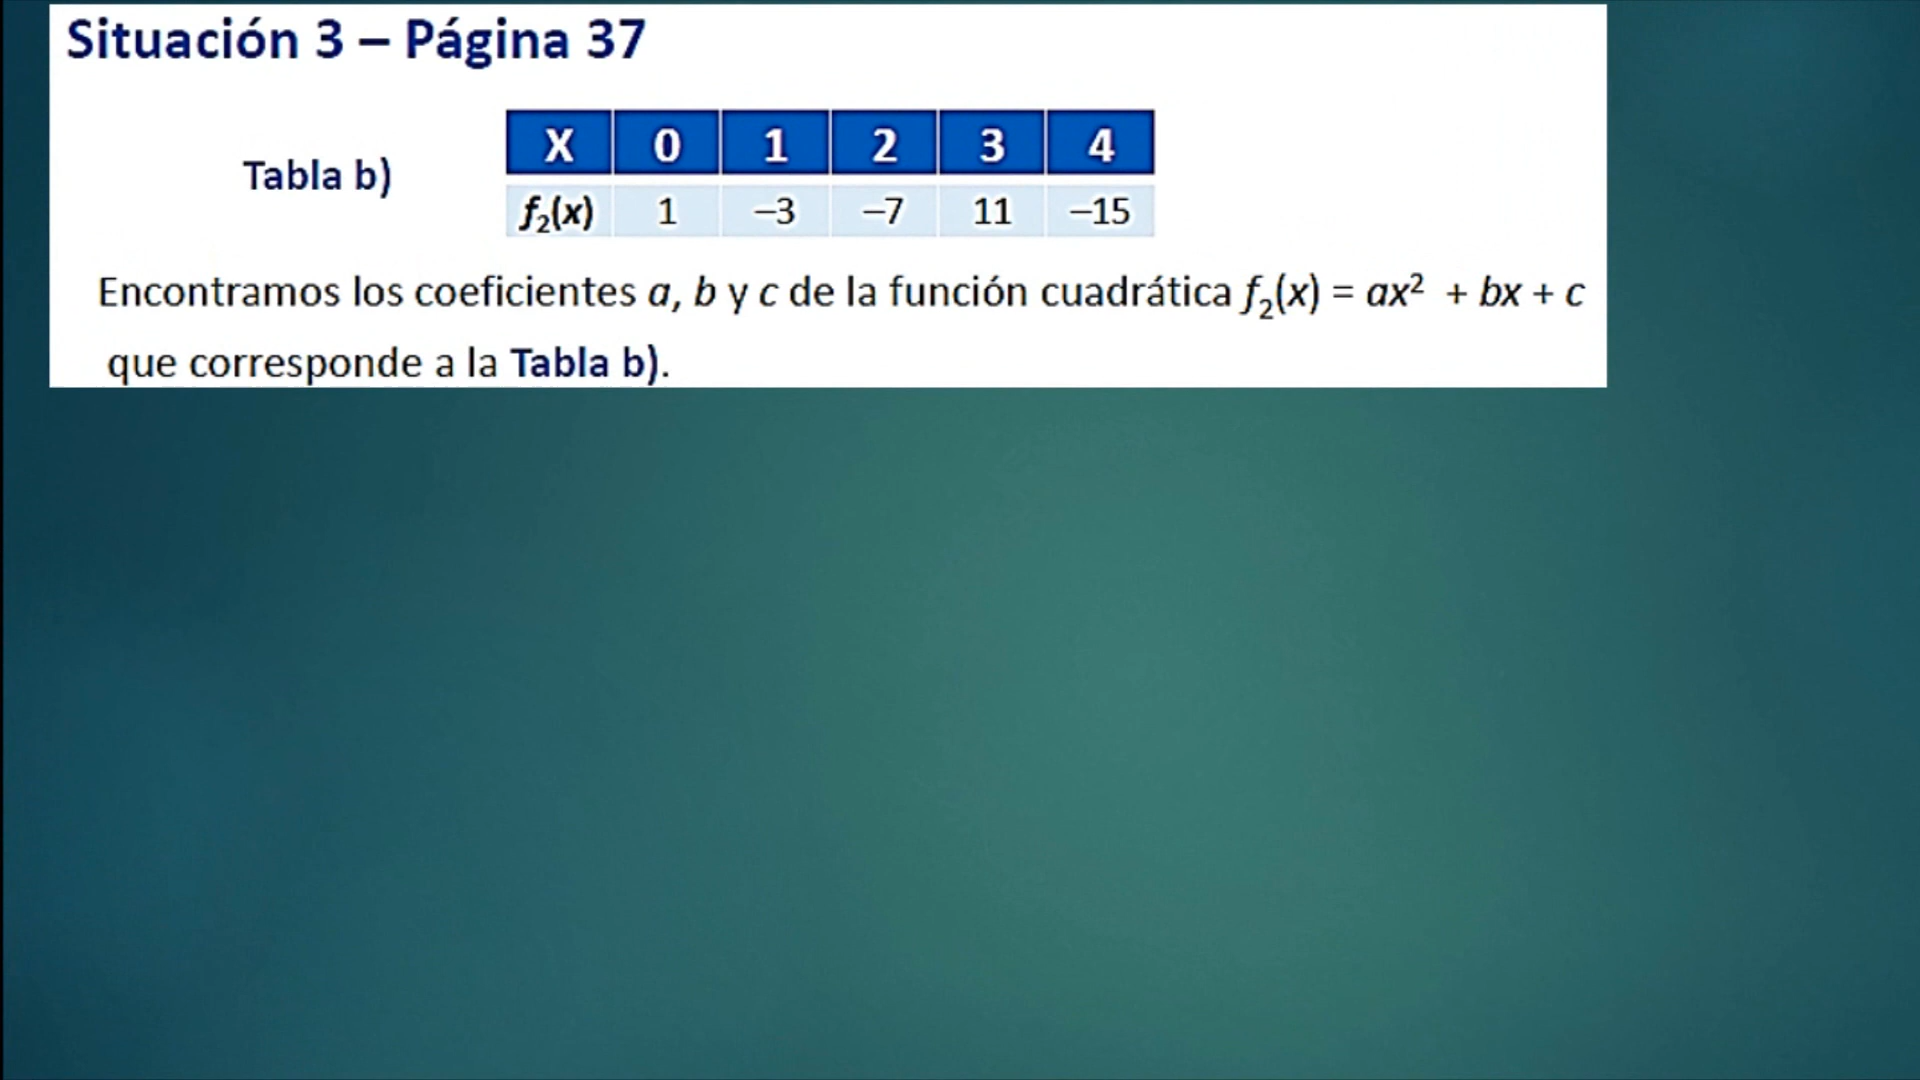 Situación 3 – Página 37
Tabla b)
X 0 1 2 3 4
f₂(x) 1 –3 –7 11 –15
Encontramos los coeficientes a, b y c de la función cuadrática f₂(x) = ax² + bx + c
que corresponde a la Tabla b).